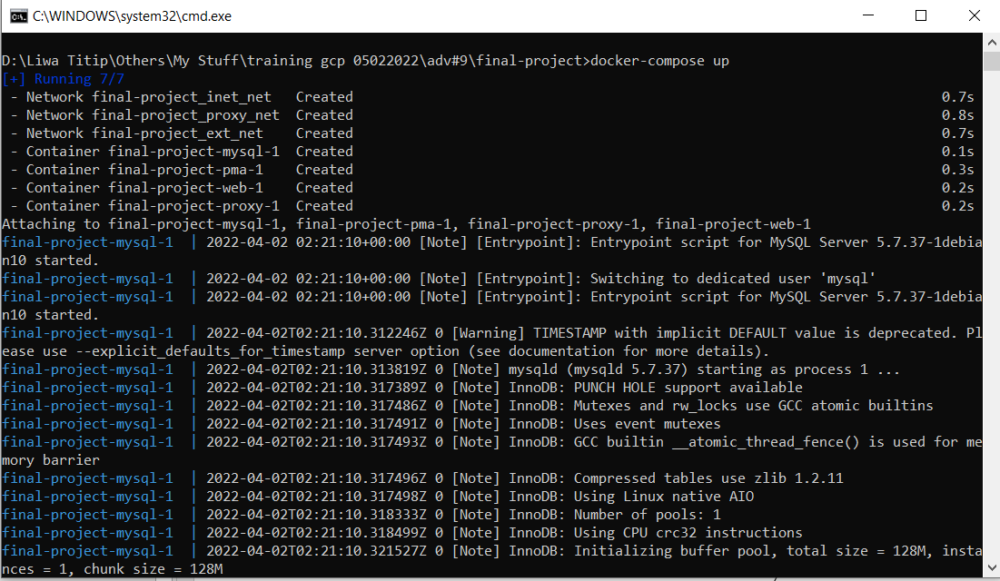 C:\WINDOWS\system32\cmd.exe
D:\Liwa Titip\Others\My Stuff\training gcp 05022022\adv#9\final-project>docker-compose up
[+] Running 7/7
- Network final-project_inet_net Created 0.7s
- Network final-project_proxy_net Created 0.8s
- Network final-project_ext_net Created 0.7s
- Container final-project-mysql-1 Created 0.1s
- Container final-project-pma-1 Created 0.3s
- Container final-project-web-1 Created 0.2s
- Container final-project-proxy-1 Created 0.2s
Attaching to final-project-mysql-1, final-project-pma-1, final-project-proxy-1, final-project-web-1
final-project-mysql-1 | 2022-04-02 02:21:10+00:00 [Note] [Entrypoint]: Entrypoint script for MySQL Server 5.7.37-1debia
n10 started.
final-project-mysql-1 | 2022-04-02 02:21:10+00:00 [Note] [Entrypoint]: Switching to dedicated user 'mysql'
final-project-mysql-1 | 2022-04-02 02:21:10+00:00 [Note] [Entrypoint]: Entrypoint script for MySQL Server 5.7.37-1debia
n10 started.
final-project-mysql-1 | 2022-04-02T02:21:10.312246Z 0 [Warning] TIMESTAMP with implicit DEFAULT value is deprecated. Pl
ease use --explicit_defaults_for_timestamp server option (see documentation for more details).
final-project-mysql-1 | 2022-04-02T02:21:10.313819Z 0 [Note] mysqld (mysqld 5.7.37) starting as process 1 ...
final-project-mysql-1 | 2022-04-02T02:21:10.317389Z 0 [Note] InnoDB: PUNCH HOLE support available
final-project-mysql-1 | 2022-04-02T02:21:10.317486Z 0 [Note] InnoDB: Mutexes and rw_locks use GCC atomic builtins
final-project-mysql-1 | 2022-04-02T02:21:10.317491Z 0 [Note] InnoDB: Uses event mutexes
final-project-mysql-1 | 2022-04-02T02:21:10.317493Z 0 [Note] InnoDB: GCC builtin __atomic_thread_fence() is used for me
mory barrier
final-project-mysql-1 | 2022-04-02T02:21:10.317496Z 0 [Note] InnoDB: Compressed tables use zlib 1.2.11
final-project-mysql-1 | 2022-04-02T02:21:10.317498Z 0 [Note] InnoDB: Using Linux native AIO
final-project-mysql-1 | 2022-04-02T02:21:10.318333Z 0 [Note] InnoDB: Number of pools: 1
final-project-mysql-1 | 2022-04-02T02:21:10.318499Z 0 [Note] InnoDB: Using CPU crc32 instructions
final-project-mysql-1 | 2022-04-02T02:21:10.321527Z 0 [Note] InnoDB: Initializing buffer pool, total size = 128M, insta
nces = 1, chunk size = 128M